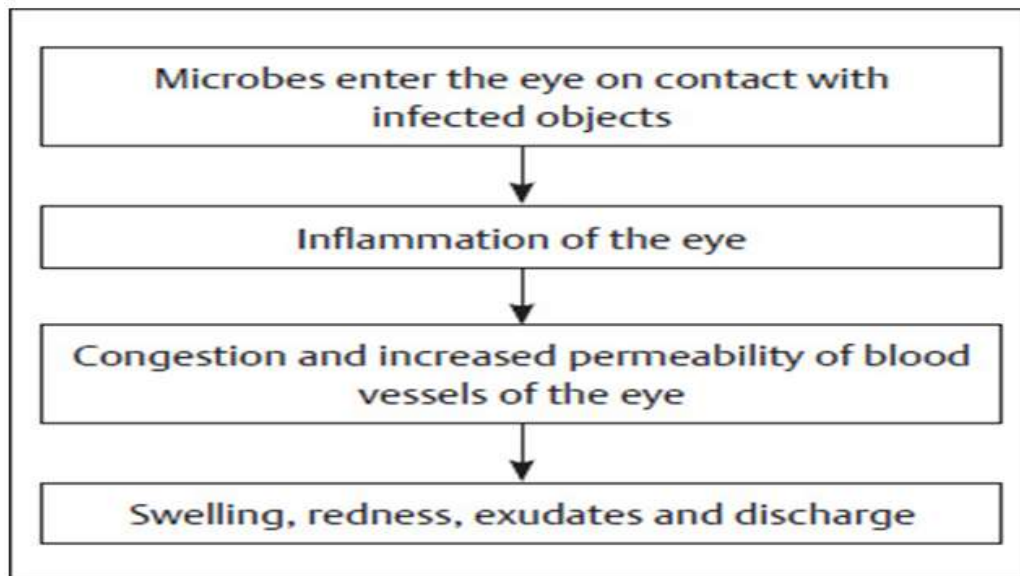 Microbes enter the eye on contact with
infected objects
Inflammation of the eye
Congestion and increased permeability of blood
vessels of the eye
Swelling, redness, exudates and discharge